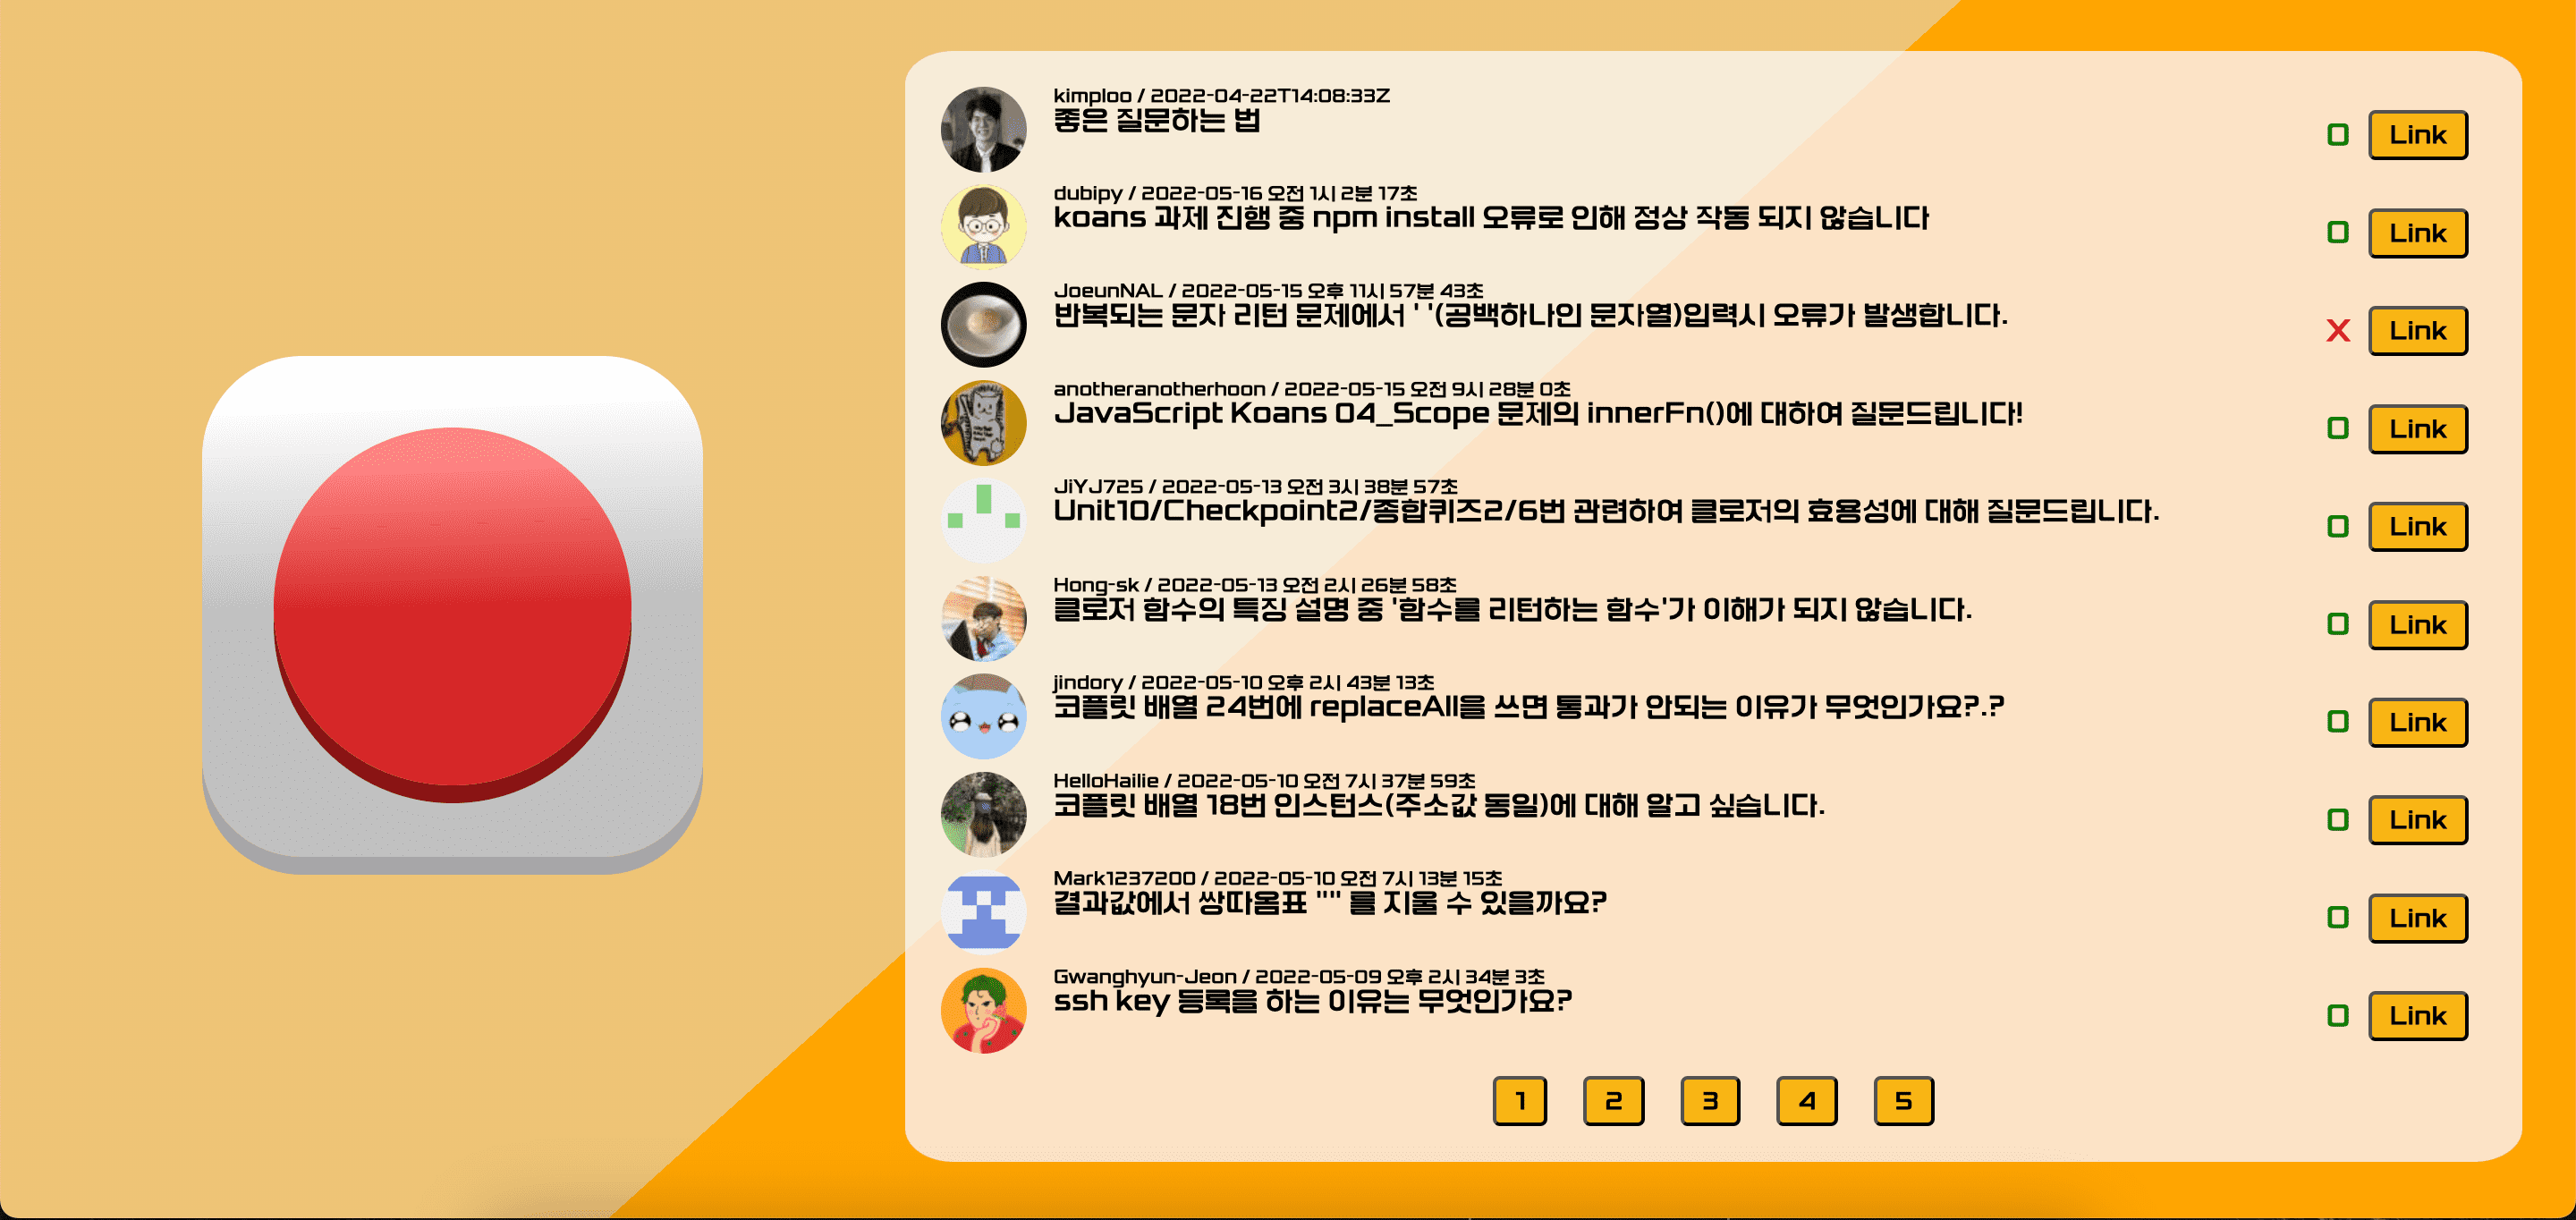 kimploo / 2022-04-22T14:08:33Z
좋은 질문하는 법
O Link
dubipy / 2022-05-16 오전 1시 2분 17초
koans 과제 진행 중 npm install 오류로 인해 정상 작동 되지 않습니다
O Link
JoeunNAL / 2022-05-15 오후 11시 57분 43초
반복되는 문자 리턴 문제에서 ' '(공백하나인 문자열)입력시 오류가 발생합니다.
X Link
anotheranotherhoon / 2022-05-15 오전 9시 28분 0초
JavaScript Koans 04_Scope 문제의 innerFn()에 대하여 질문드립니다!
O Link
JiYJ725 / 2022-05-13 오전 3시 38분 57초
Unit10/Checkpoint2/종합퀴즈2/6번 관련하여 클로저의 효용성에 대해 질문드립니다.
O Link
Hong-sk / 2022-05-13 오전 2시 26분 58초
클로저 함수의 특징 설명 중 '함수를 리턴하는 함수'가 이해가 되지 않습니다.
O Link
jindory / 2022-05-10 오후 2시 43분 13초
코플릿 배열 24번에 replaceAll을 쓰면 통과가 안되는 이유가 무엇인가요?.?
O Link
HelloHailie / 2022-05-10 오전 7시 37분 59초
코플릿 배열 18번 인스턴스(주소값 동일)에 대해 알고 싶습니다.
O Link
Mark1237200 / 2022-05-10 오전 7시 13분 15초
결과값에서 쌍따옴표 "" 를 지울 수 있을까요?
O Link
Gwanghyun-Jeon / 2022-05-09 오후 2시 34분 3초
ssh key 등록을 하는 이유는 무엇인가요?
O Link
1 2 3 4 5